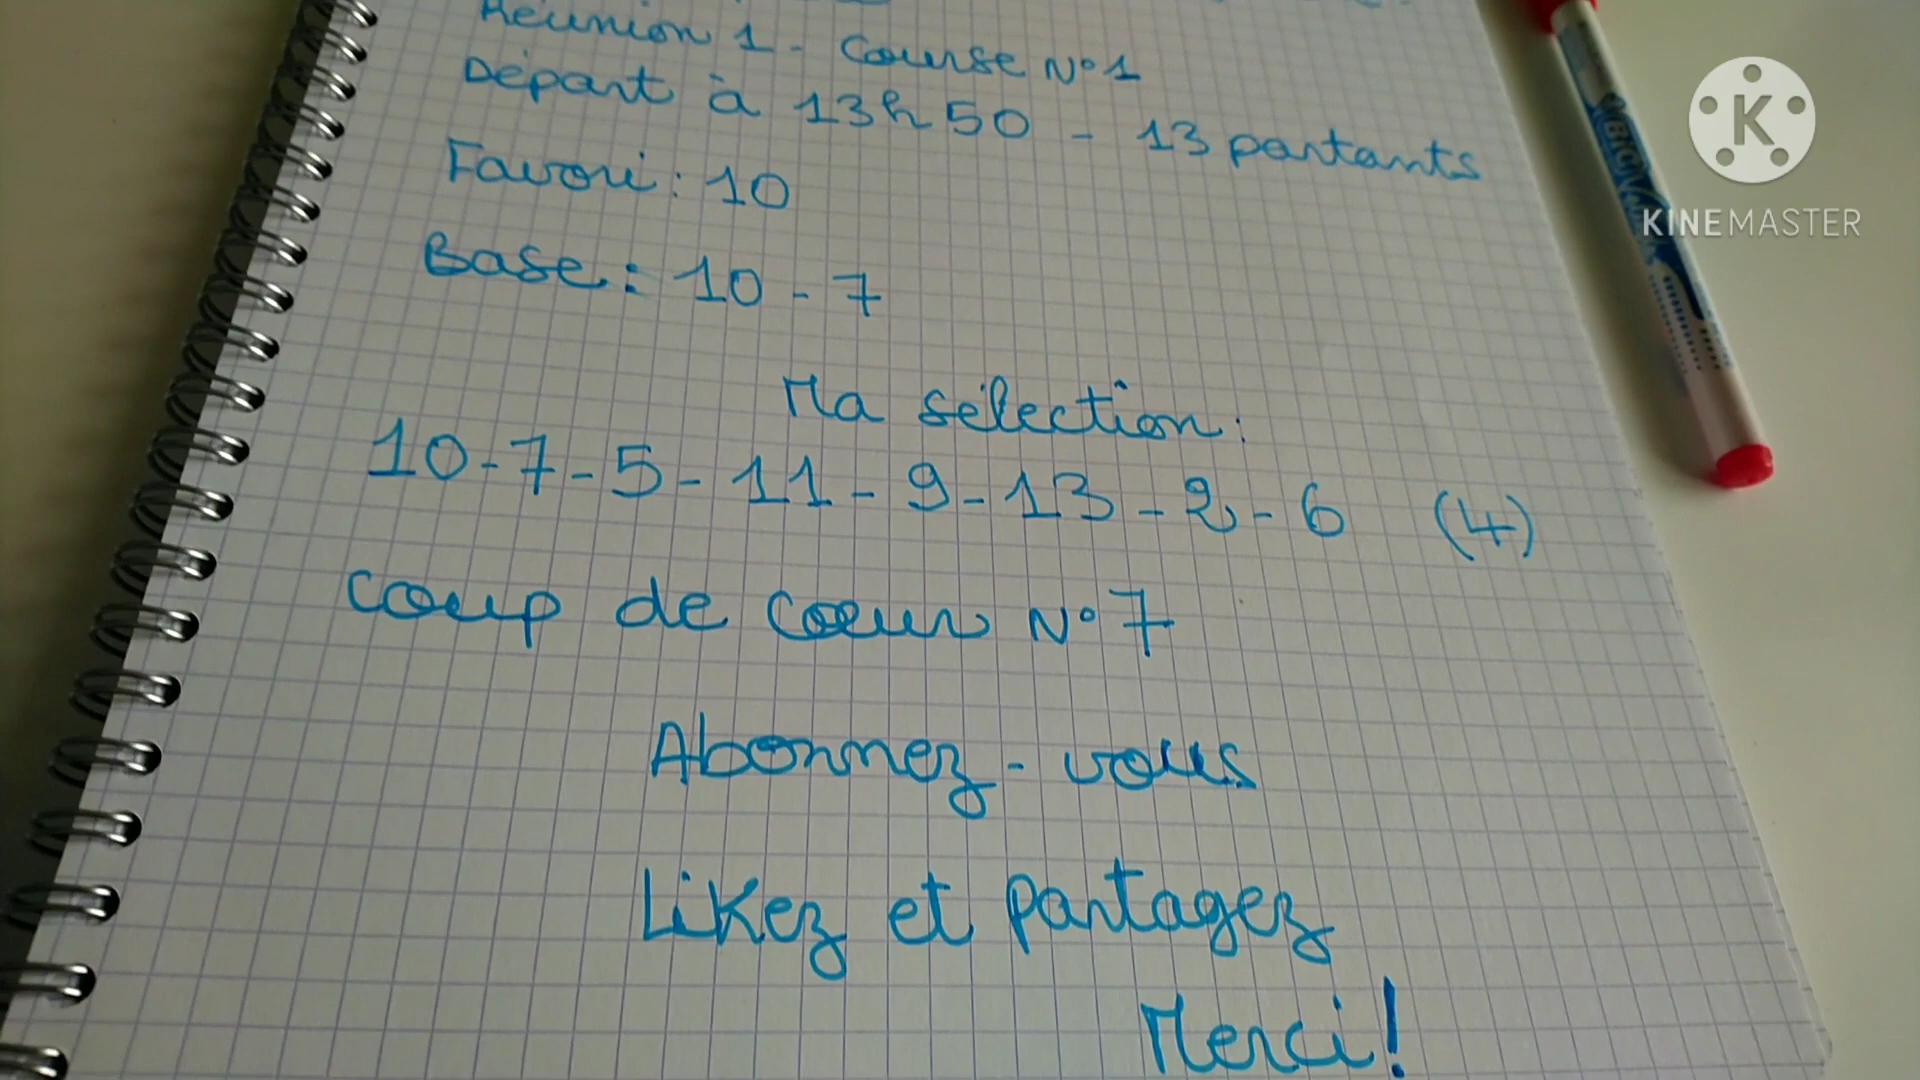 Réunion 1 - Course N°1
Départ à 13h50 - 13 partants
Favori : 10
Base : 10 - 7
Ma sélection :
10 - 7 - 5 - 11 - 9 - 13 - 2 - 6 (4)
Coup de coeur N°7
Abonnez-vous
Likez et partagez
Merci !
KINEMASTER